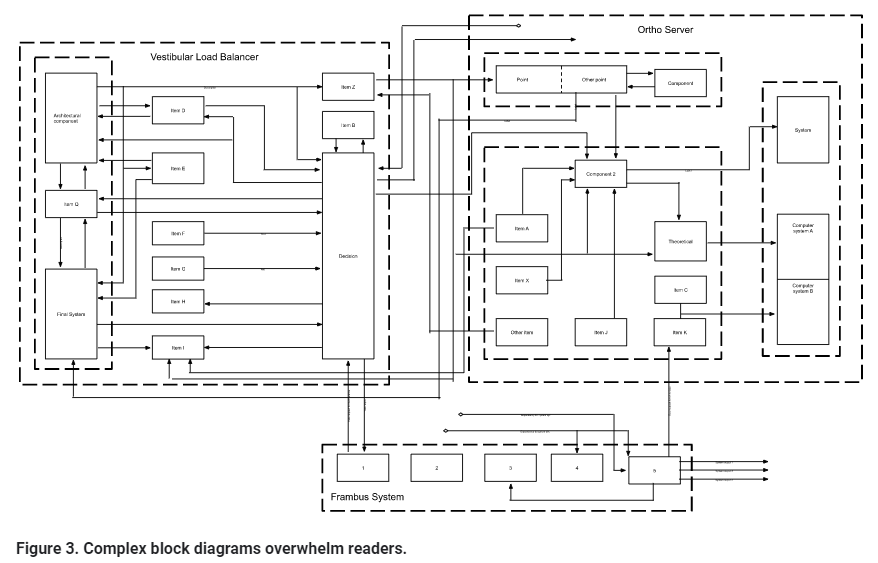 Ortho Server
Vestibular Load Balancer
Architectural
component
Item D
Item E
Item Q
Item F
Item G
Item H
Final System
Item I
Item Z
Item B
Decision
Point
Other point
Component
Component 2
Item A
Theoretical
Item X
Item C
Other item
Item J
Item K
System
Computer
system A
Computer
system B
1
2
3
4
5
Frambus System
Figure 3. Complex block diagrams overwhelm readers.